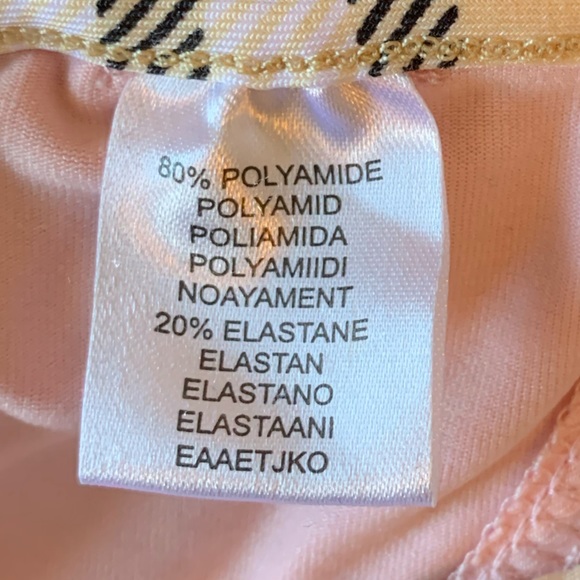 80% POLYAMIDE
POLYAMID
POLIAMIDA
POLYAMIIDI
NOAYAMENT
20% ELASTANE
ELASTAN
ELASTANO
ELASTAANI
EAAETJKO